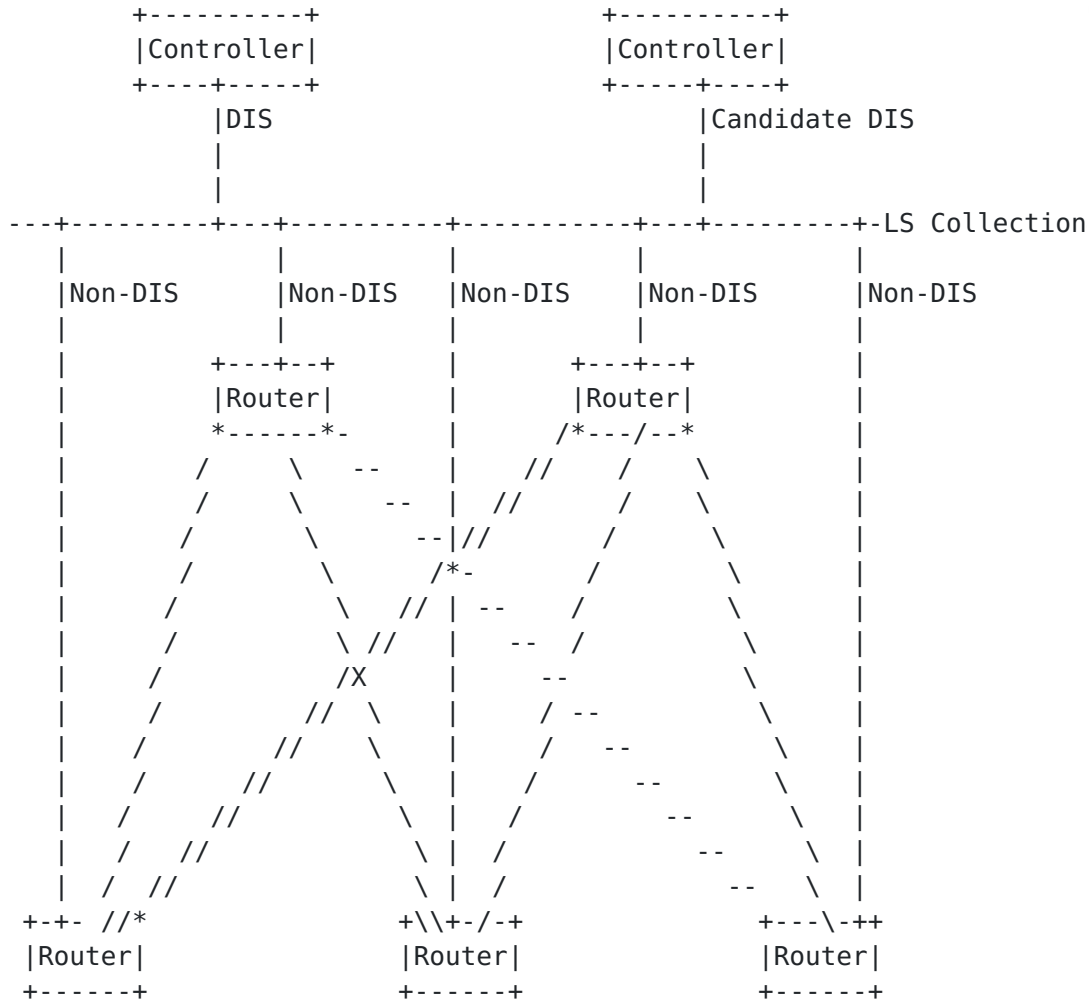 Controller Controller
DIS Candidate DIS
LS Collection
Non-DIS Non-DIS Non-DIS Non-DIS Non-DIS
Router Router
X
Router Router Router